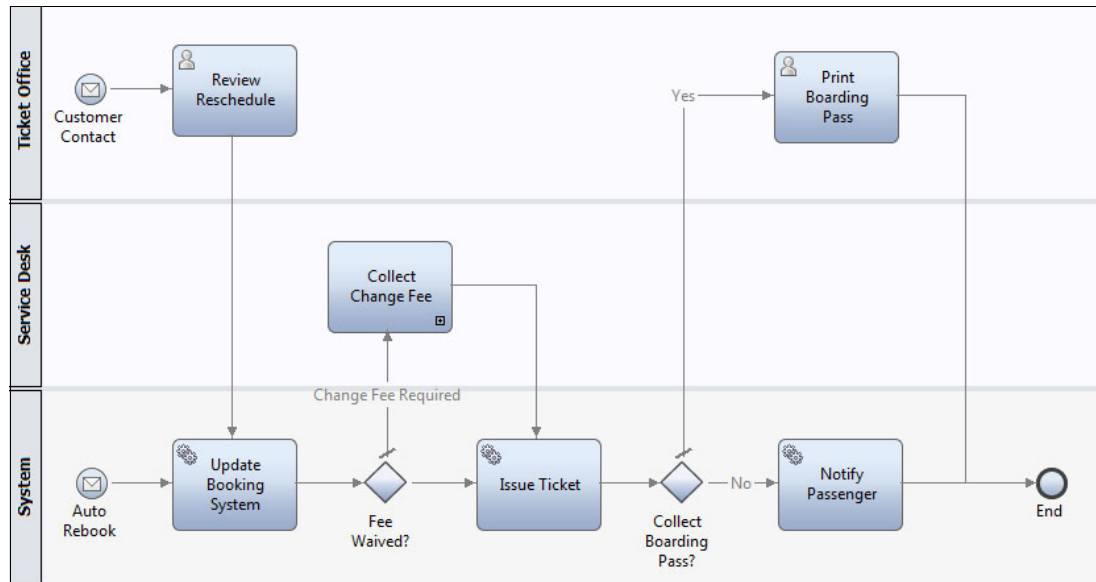 Ticket Office
Customer
Contact
Review
Reschedule
Yes
Print
Boarding
Pass
Service Desk
Collect
Change Fee
Change Fee Required
System
Auto
Rebook
Update
Booking
System
Fee
Waived?
Issue Ticket
Collect
Boarding
Pass?
No
Notify
Passenger
End